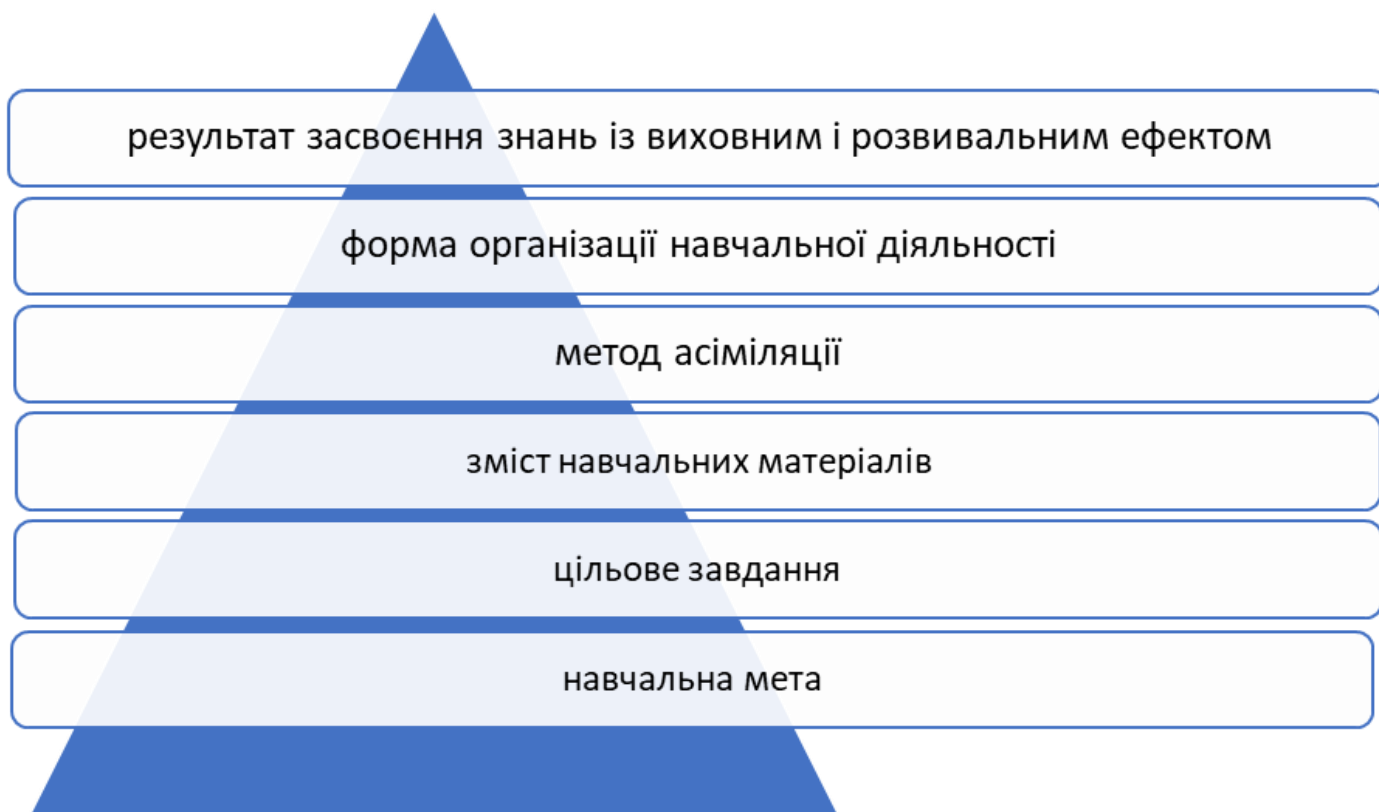 результат засвоєння знань із виховним і розвивальним ефектом
форма організації навчальної діяльності
метод асіміляції
зміст навчальних матеріалів
цільове завдання
навчальна мета